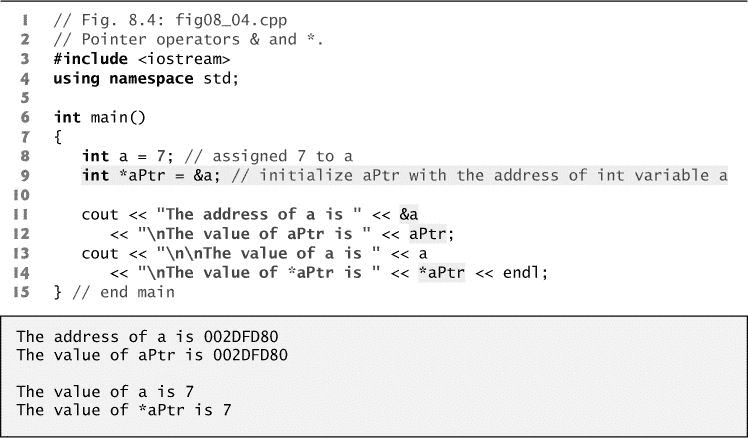 1 // Fig. 8.4: fig08_04.cpp
2 // Pointer operators & and *.
3 #include <iostream>
4 using namespace std;
5
6 int main()
7 {
8 int a = 7; // assigned 7 to a
9 int *aPtr = &a; // initialize aPtr with the address of int variable a
10
11 cout << "The address of a is " << &a
12 << "\nThe value of aPtr is " << aPtr;
13 cout << "\n\nThe value of a is " << a
14 << "\nThe value of *aPtr is " << *aPtr << endl;
15 } // end main
The address of a is 002DFD80
The value of aPtr is 002DFD80
The value of a is 7
The value of *aPtr is 7